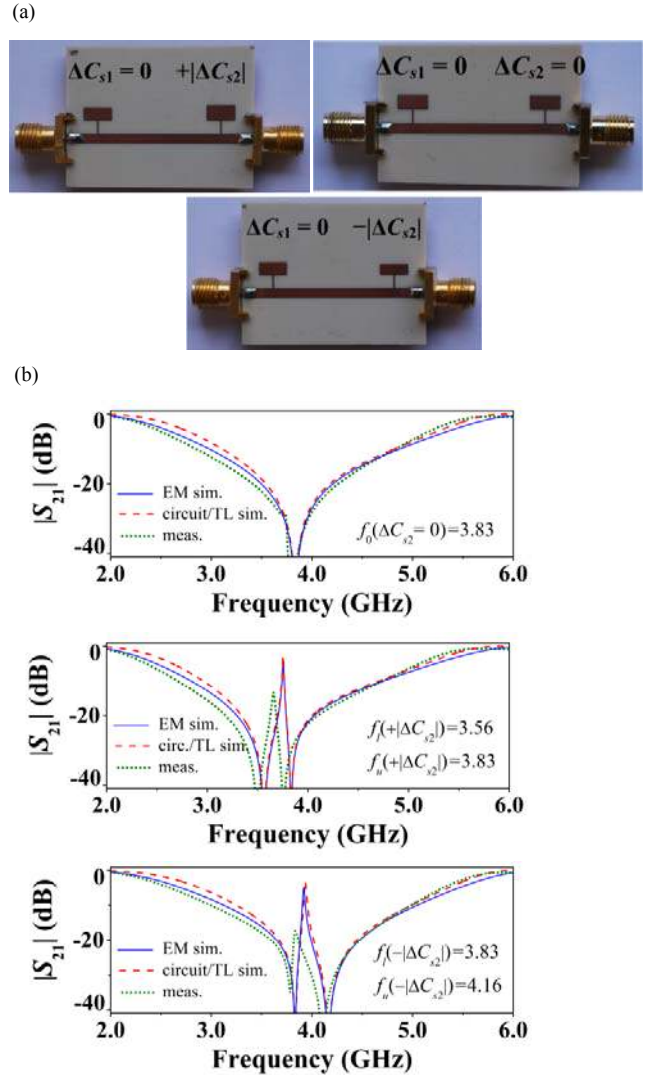 (a)
ΔCs1 = 0 +|ΔCs2|
ΔCs1 = 0 ΔCs2 = 0
ΔCs1 = 0 −|ΔCs2|
(b)
|S21| (dB)
0
-20
-40
EM sim.
circuit/TL sim.
meas.
f0(ΔCs2=0)=3.83
2.0 3.0 4.0 5.0 6.0
Frequency (GHz)
|S21| (dB)
0
-20
-40
EM sim.
circ./TL sim.
meas.
fl(+|ΔCs2|)=3.56
fu(+|ΔCs2|)=3.83
2.0 3.0 4.0 5.0 6.0
Frequency (GHz)
|S21| (dB)
0
-20
-40
EM sim.
circuit/TL sim.
meas.
fl(-|ΔCs2|)=3.83
fu(-|ΔCs2|)=4.16
2.0 3.0 4.0 5.0 6.0
Frequency (GHz)